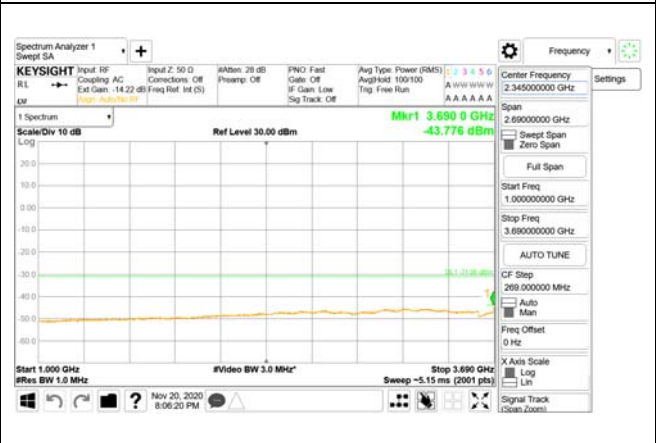 Spectrum Analyzer 1
Swept SA
+
Frequency
KEYSIGHT
RL
Input: RF
Coupling: AC
Ext Gain: -14.22 dB
Align: Auto/No RF
Input Z: 50 Ω
Corrections: Off
Freq Ref: Int (S)
#Atten: 28 dB
Preamp: Off
PNO: Fast
Gate: Off
IF Gain: Low
Sig Track: Off
Avg Type: Power (RMS)
Avg|Hold: 100/100
Trig: Free Run
1 2 3 4 5 6
A W W W W W
A A A A A A
1 Spectrum
Scale/Div 10 dB
Log
Ref Level 30.00 dBm
Mkr1 3.690 0 GHz
-43.776 dBm
20.0
10.0
0.00
-10.0
-20.0
-30.0
-40.0
-50.0
-60.0
1
Start 1.000 GHz
#Res BW 1.0 MHz
#Video BW 3.0 MHz*
Stop 3.690 GHz
Sweep ~5.15 ms (2001 pts)
Nov 20, 2020
8:06:20 PM
?
Center Frequency
2.345000000 GHz
Settings
Span
2.69000000 GHz
Swept Span
Zero Span
Full Span
Start Freq
1.000000000 GHz
Stop Freq
3.690000000 GHz
AUTO TUNE
CF Step
269.000000 MHz
Auto
Man
Freq Offset
0 Hz
X Axis Scale
Log
Lin
Signal Track
(Span Zoom)